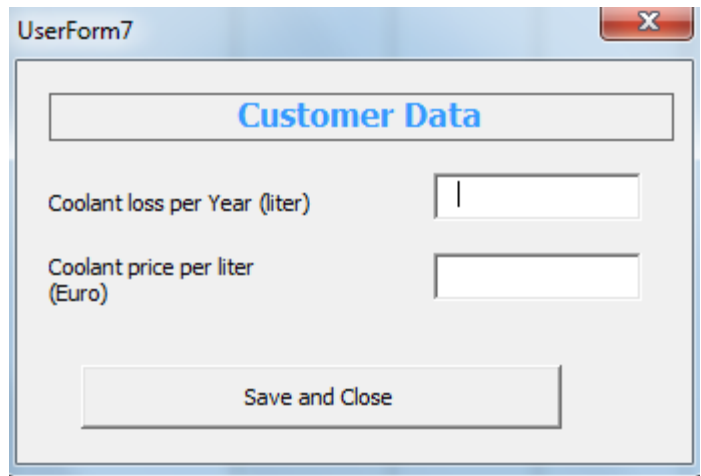 UserForm7
Customer Data
Coolant loss per Year (liter)
Coolant price per liter
(Euro)
Save and Close